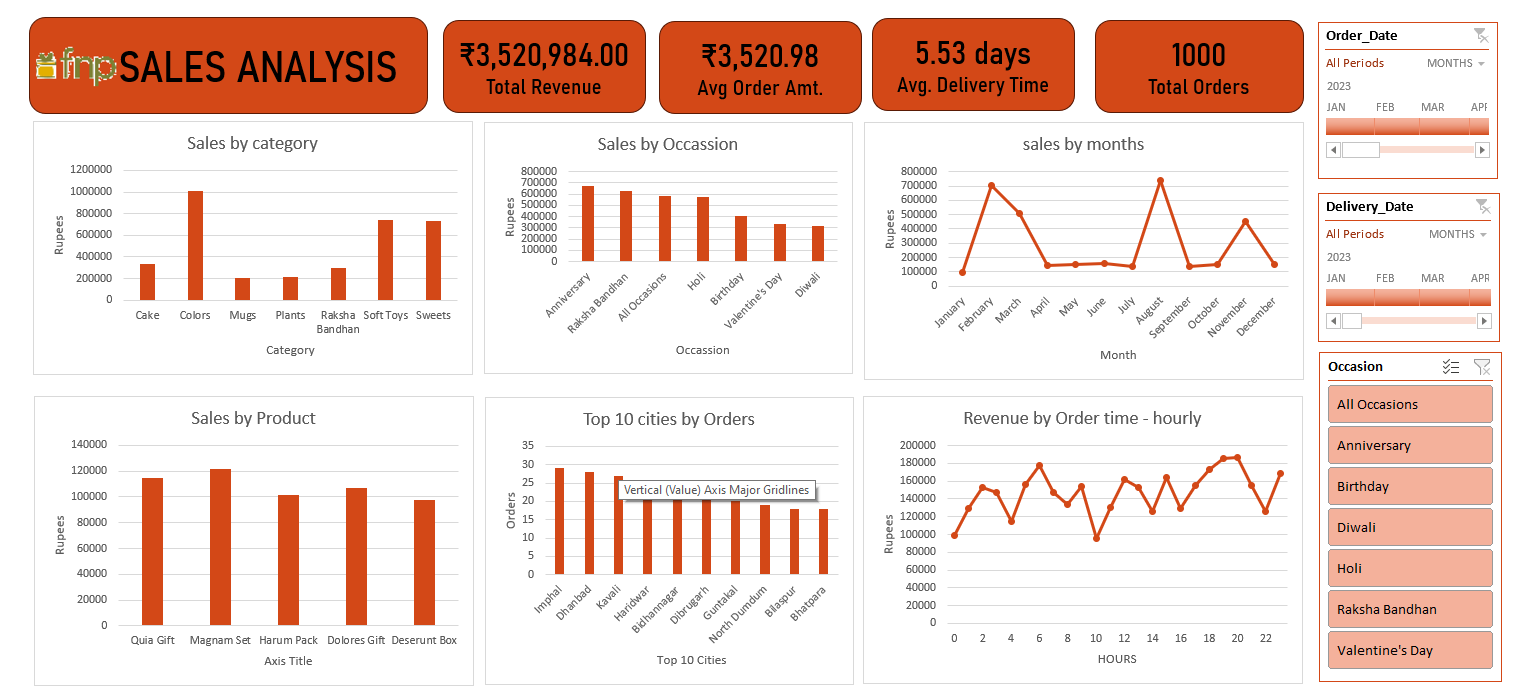 fnp SALES ANALYSIS
₹3,520,984.00
Total Revenue
₹3,520.98
Avg Order Amt.
5.53 days
Avg. Delivery Time
1000
Total Orders
Order_Date
All Periods MONTHS
2023
JAN FEB MAR APR
Delivery_Date
All Periods MONTHS
2023
JAN FEB MAR APR
Occasion
All Occasions
Anniversary
Birthday
Diwali
Holi
Raksha Bandhan
Valentine's Day
Sales by category
Rupees
1200000
1000000
800000
600000
400000
200000
0
Cake Colors Mugs Plants Raksha Bandhan Soft Toys Sweets
Category
Sales by Occassion
Rupees
800000
700000
600000
500000
400000
300000
200000
100000
0
Anniversary Raksha Bandhan All Occasions Holi Birthday Valentine's Day Diwali
Occassion
sales by months
Rupees
800000
700000
600000
500000
400000
300000
200000
100000
0
January February March April May June July August September October November December
Month
Sales by Product
Rupees
140000
120000
100000
80000
60000
40000
20000
0
Quia Gift Magnam Set Harum Pack Dolores Gift Deserunt Box
Axis Title
Top 10 cities by Orders
Orders
35
30
25
20
15
10
5
0
Vertical (Value) Axis Major Gridlines
Imphal Dhanbad Kavali Haridwar Bidhannagar Dibrugarh Guntakal North Dumdum Bilaspur Bhatpara
Top 10 Cities
Revenue by Order time - hourly
Rupees
200000
180000
160000
140000
120000
100000
80000
60000
40000
20000
0
0 2 4 6 8 10 12 14 16 18 20 22
HOURS